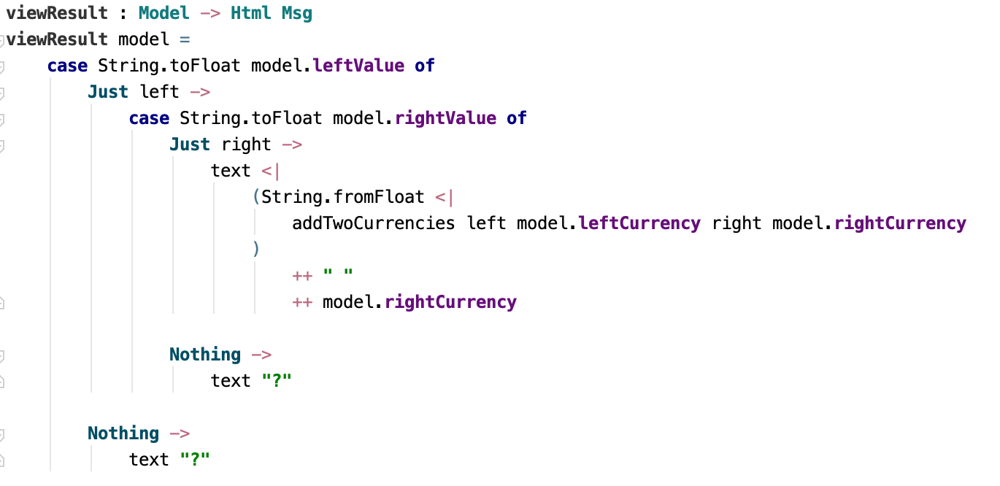 viewResult : Model -> Html Msg
viewResult model =
    case String.toFloat model.leftValue of
        Just left ->
            case String.toFloat model.rightValue of
                Just right ->
                    text <|
                        (String.fromFloat <|
                            addTwoCurrencies left model.leftCurrency right model.rightCurrency
                        )
                            ++ " "
                            ++ model.rightCurrency

                Nothing ->
                    text "?"

        Nothing ->
            text "?"